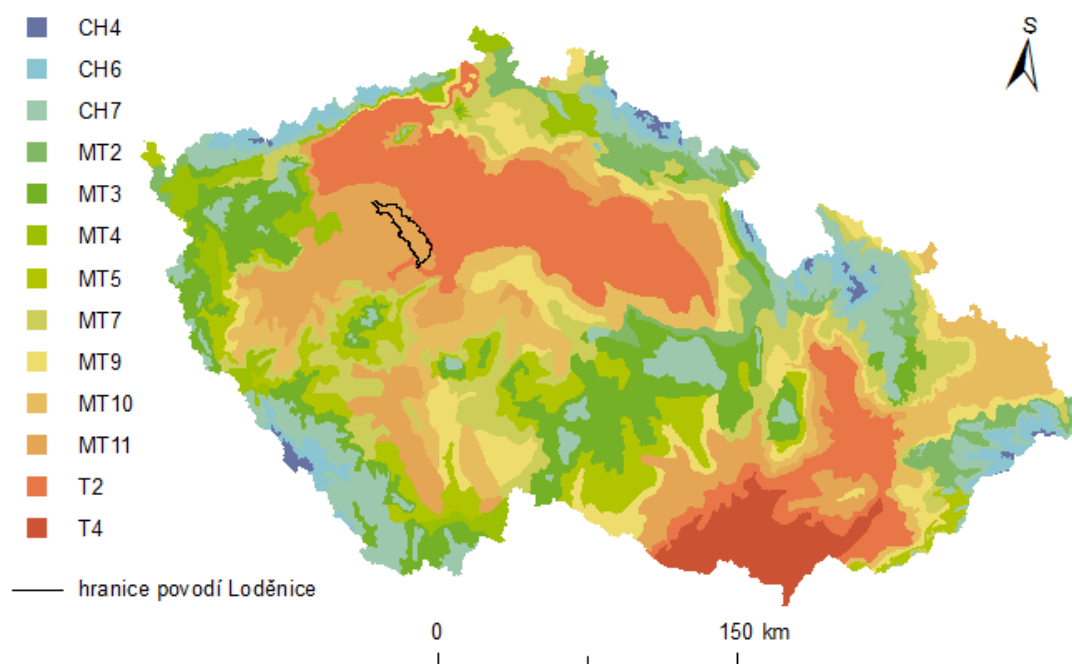 CH4
CH6
CH7
MT2
MT3
MT4
MT5
MT7
MT9
MT10
MT11
T2
T4
hranice povodí Loděnice
S
0 150 km